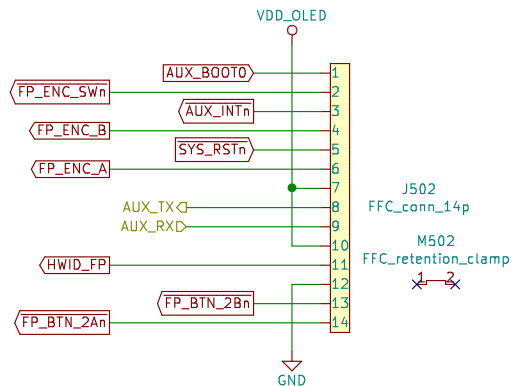 VDD_OLED
AUX_BOOT0 1
FP_ENC_SWn 2
AUX_INTn 3
FP_ENC_B 4
SYS_RSTn 5
FP_ENC_A 6
7
AUX_TX 8
AUX_RX 9
10
HWID_FP 11
12
FP_BTN_2Bn 13
FP_BTN_2An 14
GND
J502
FFC_conn_14p
M502
FFC_retention_clamp
1 2